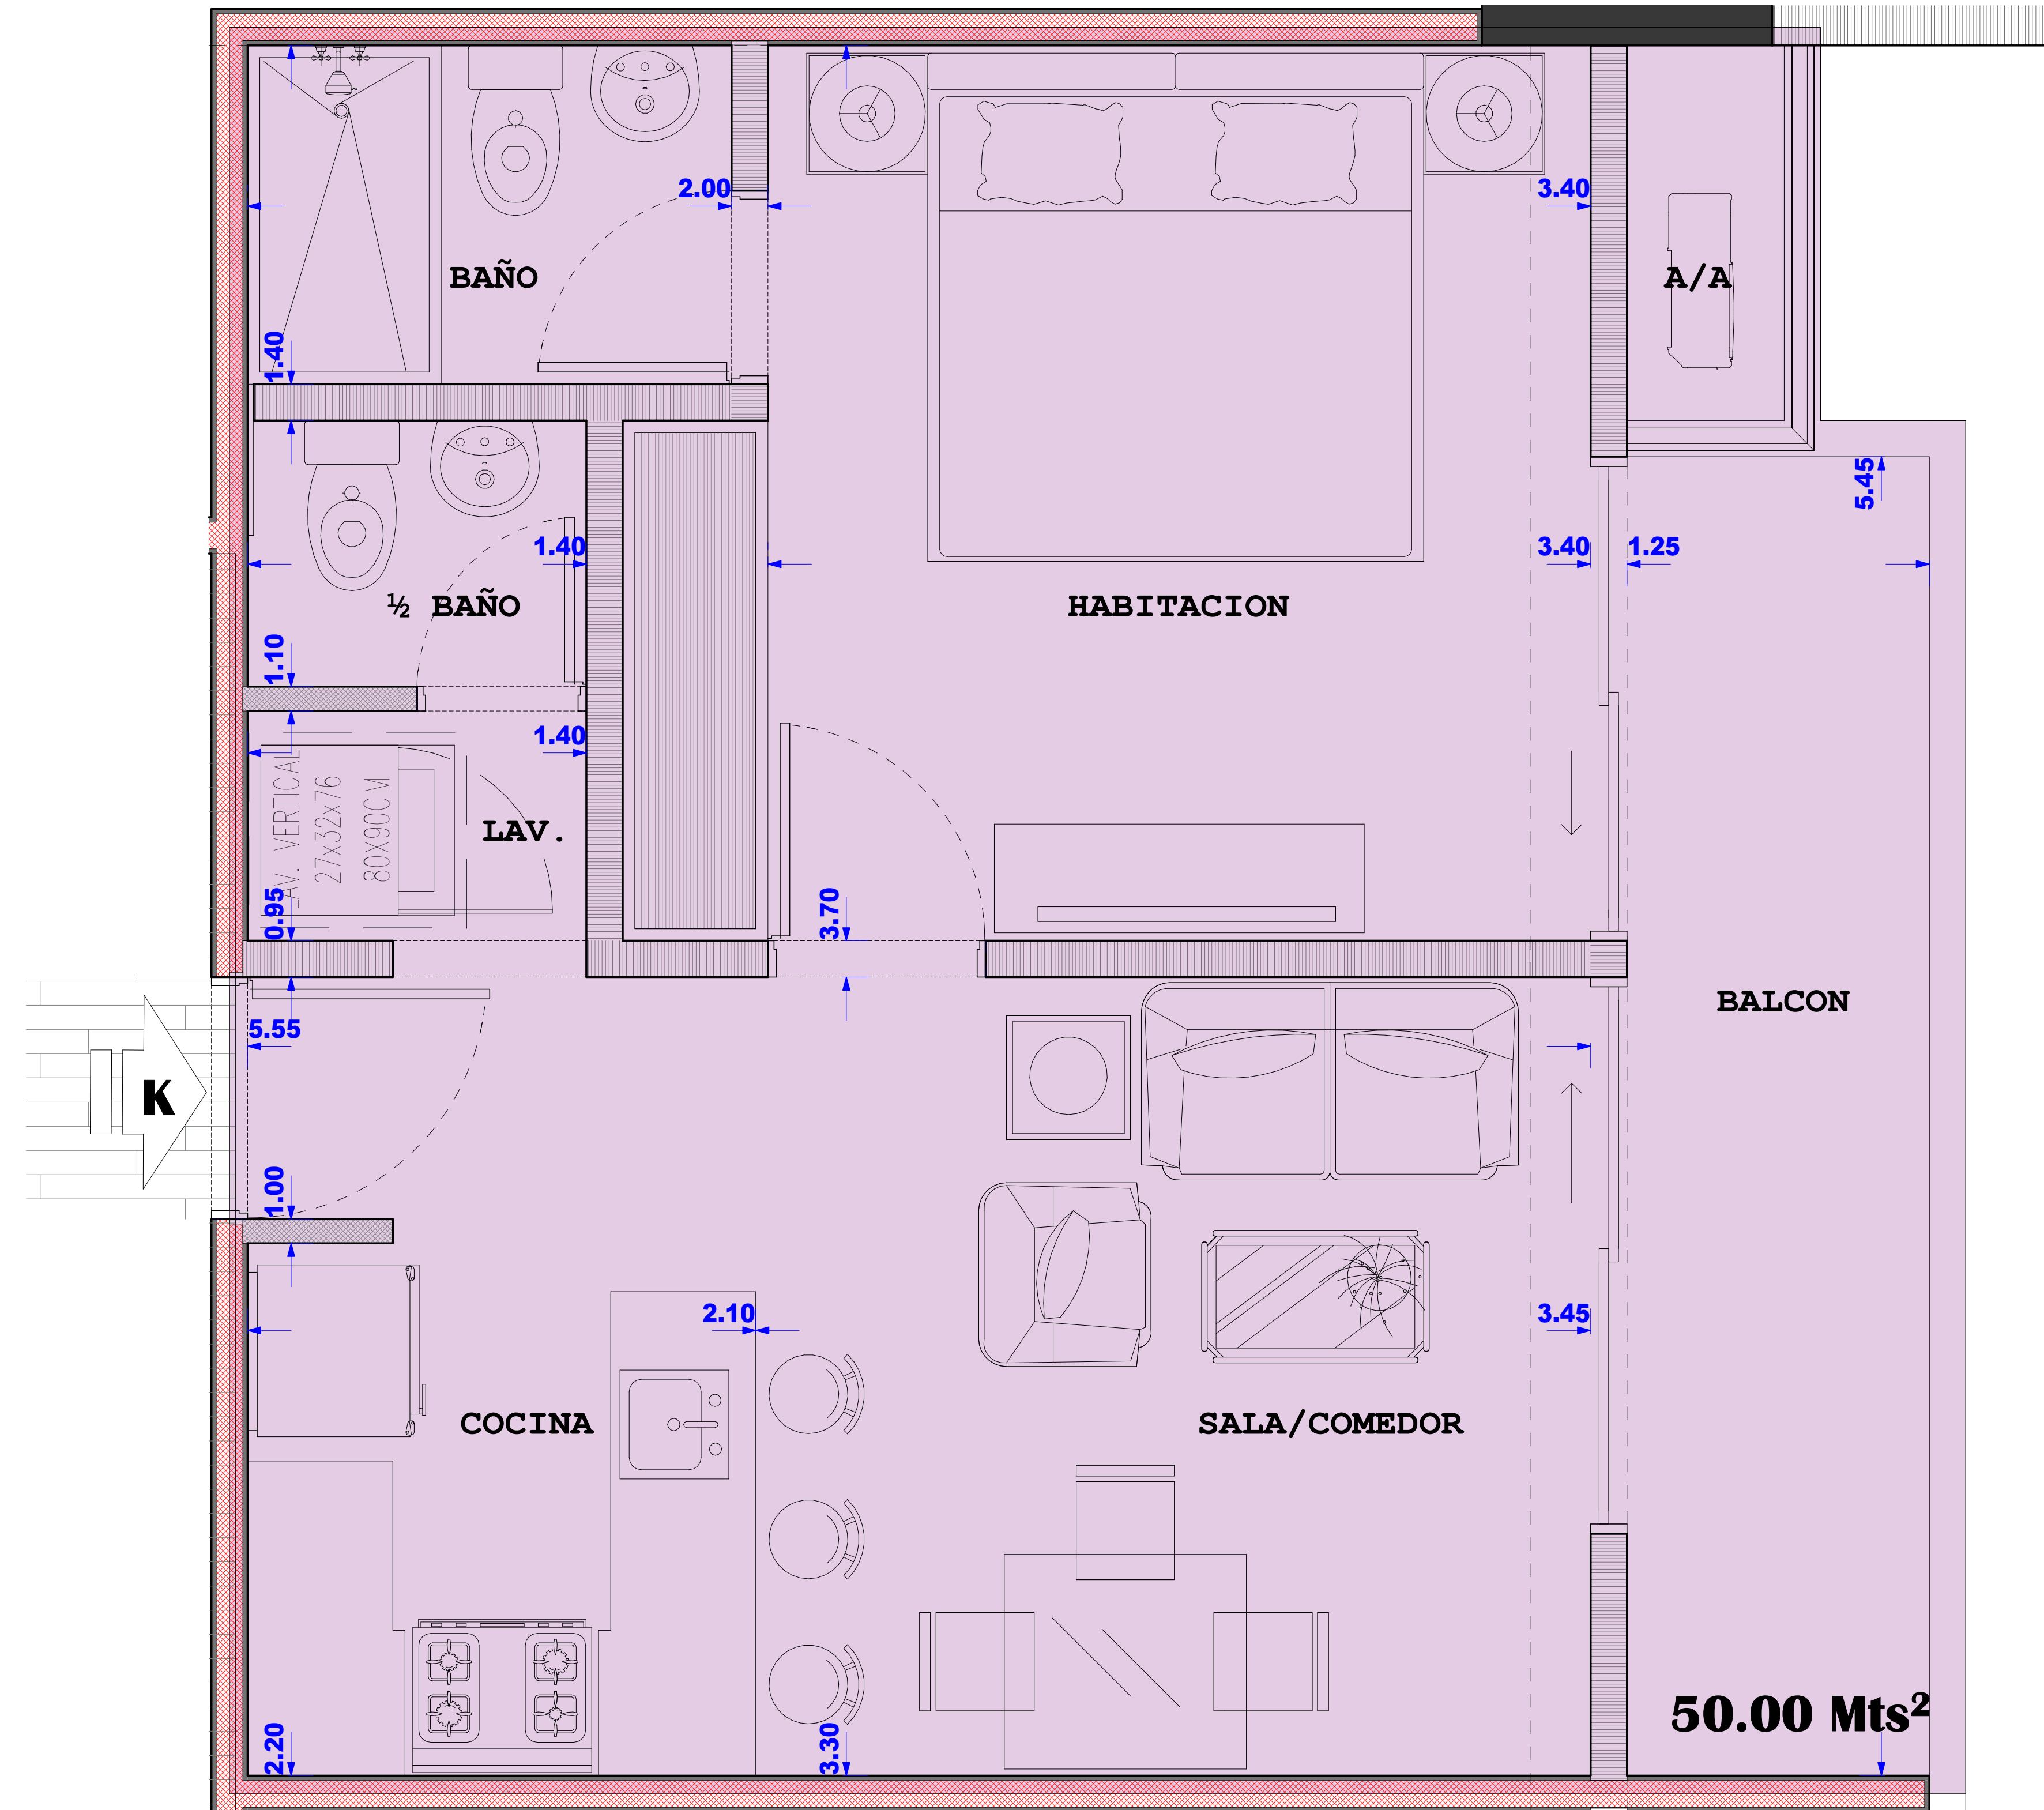 2.00
3.40
BAÑO
A/A
1.40
5.45
1.40
3.40
1.25
½ BAÑO
HABITACION
1.10
1.40
LAV. VERTICAL
27x32x76
80X90CM
LAV.
0.95
3.70
BALCON
5.55
K
1.00
2.10
3.45
COCINA
SALA/COMEDOR
50.00 Mts²
2.20
3.30